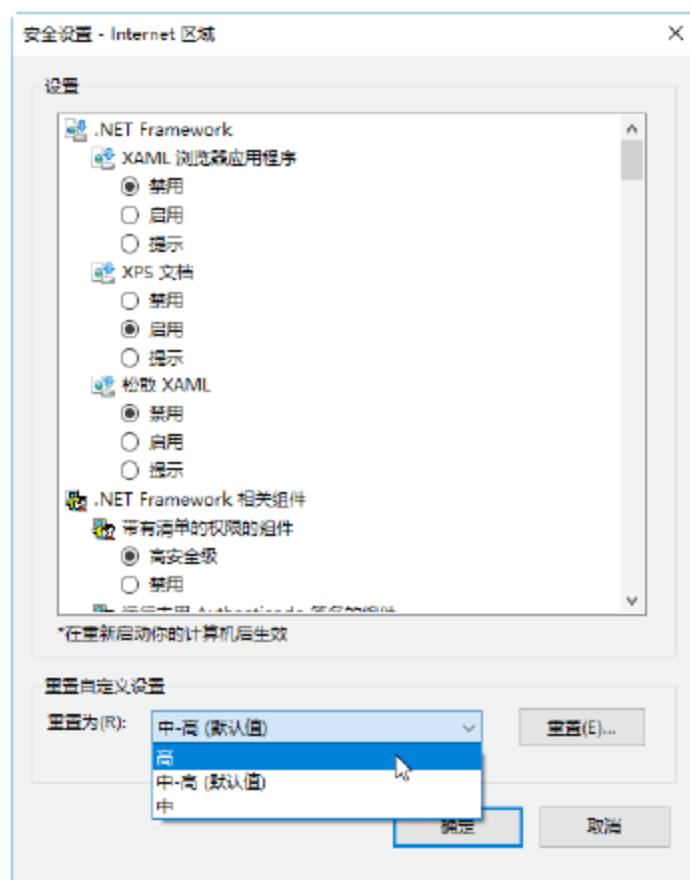 安全设置 - Internet 区域
设置
.NET Framework
XAML 浏览器应用程序
禁用
启用
提示
XPS 文档
禁用
启用
提示
松散 XAML
禁用
启用
提示
.NET Framework 相关组件
带有清单的权限的组件
高安全级
禁用
*在重新启动你的计算机后生效
重置自定义设置
重置为(R):
中-高 (默认值)
重置(E)...
高
中-高 (默认值)
中
确定
取消